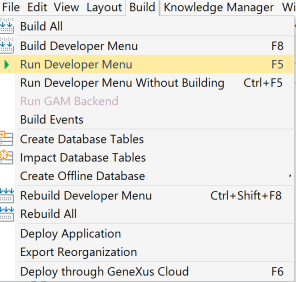 File Edit View Layout Build Knowledge Manager
Build All
Build Developer Menu F8
Run Developer Menu F5
Run Developer Menu Without Building Ctrl+F5
Run GAM Backend
Build Events
Create Database Tables
Impact Database Tables
Create Offline Database
Rebuild Developer Menu Ctrl+Shift+F8
Rebuild All
Deploy Application
Export Reorganization
Deploy through GeneXus Cloud F6